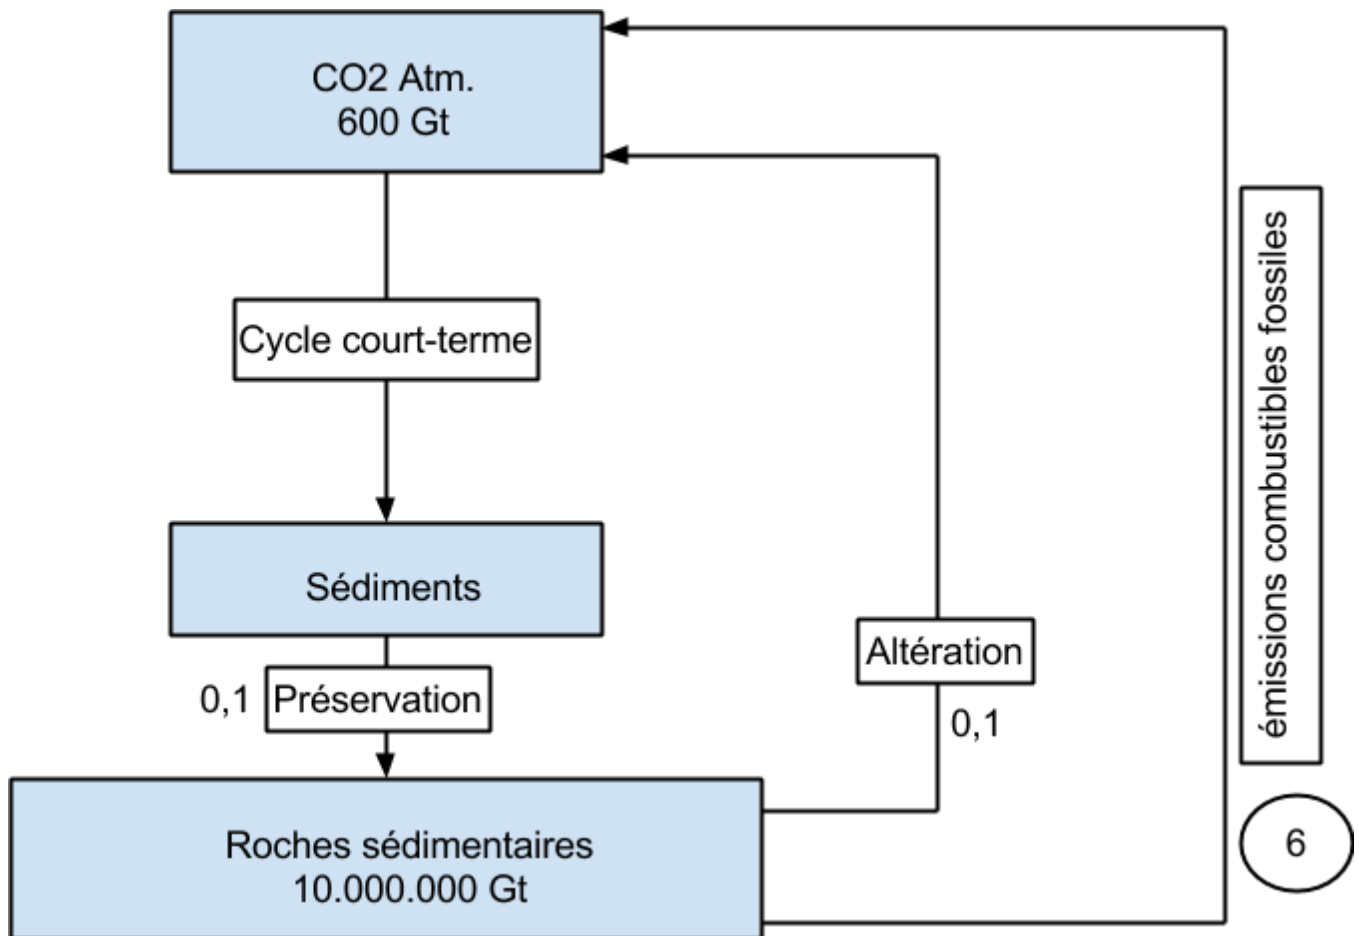 CO2 Atm.
600 Gt
Cycle court-terme
Sédiments
0,1 Préservation
Altération
0,1
Roches sédimentaires
10.000.000 Gt
émissions combustibles fossiles
6